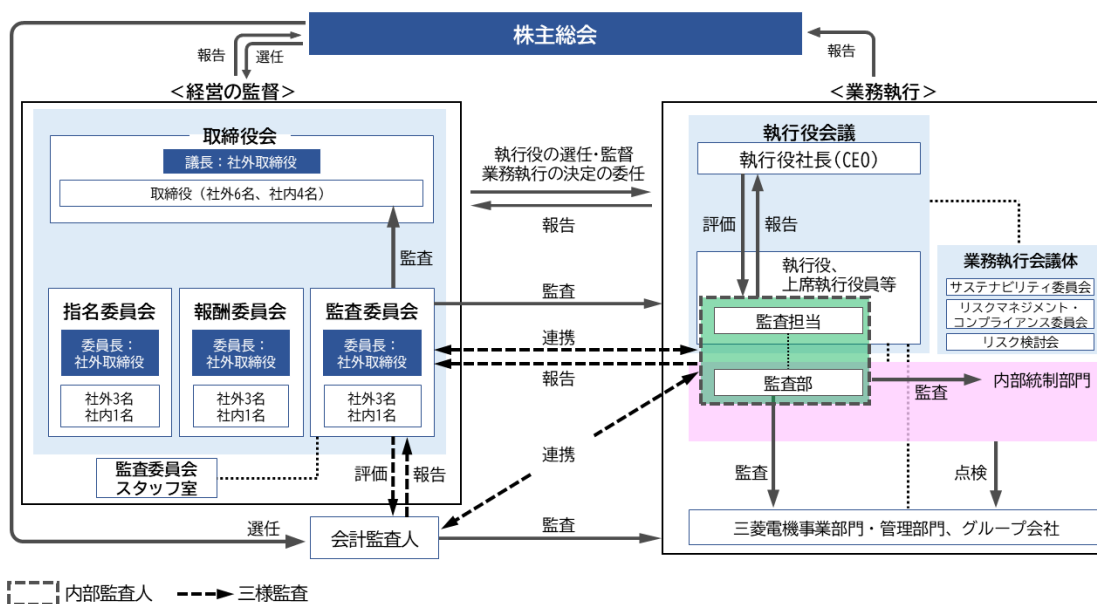 株主総会
報告
選任
報告
＜経営の監督＞
＜業務執行＞
取締役会
議長：社外取締役
取締役（社外6名、社内4名）
監査
指名委員会
委員長：
社外取締役
社外3名
社内1名
報酬委員会
委員長：
社外取締役
社外3名
社内1名
監査委員会
委員長：
社外取締役
社外3名
社内1名
監査委員会
スタッフ室
評価
報告
選任
会計監査人
執行役の選任・監督
業務執行の決定の委任
報告
監査
連携
報告
連携
監査
執行役会議
執行役社長(CEO)
評価
報告
執行役、
上席執行役員等
監査担当
監査部
業務執行会議体
サステナビリティ委員会
リスクマネジメント・
コンプライアンス委員会
リスク検討会
監査
内部統制部門
監査
点検
三菱電機事業部門・管理部門、グループ会社
内部監査人
三様監査